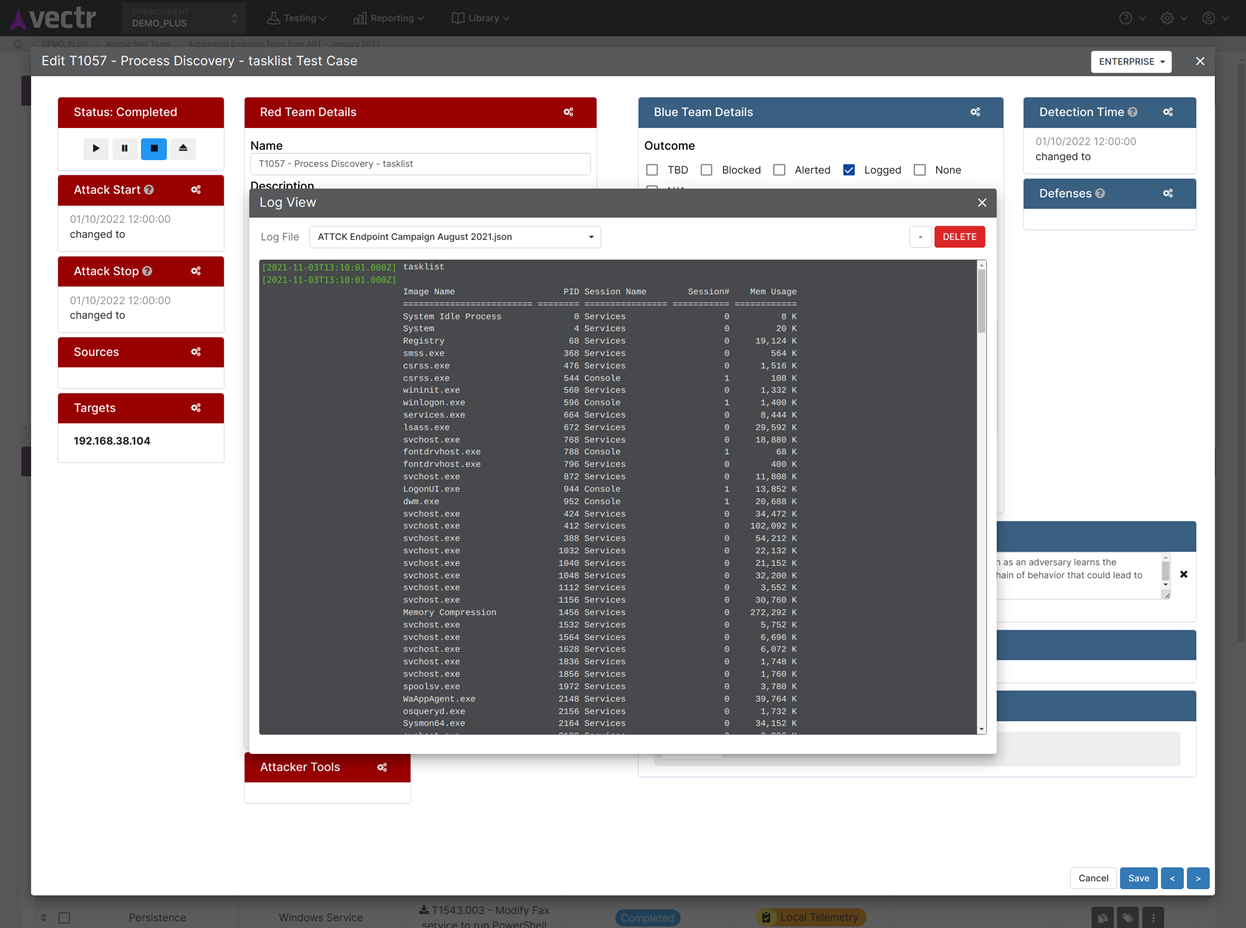 vectr
ENVIRONMENT
DEMO_PLUS
Testing
Reporting
Library
DEMO_PLUS
Atomic Red Team
Automated Endpoint Tests from ART - January 2022
Edit T1057 - Process Discovery - tasklist Test Case
ENTERPRISE
Status: Completed
Attack Start
01/10/2022 12:00:00
changed to
Attack Stop
01/10/2022 12:00:00
changed to
Sources
Targets
192.168.38.104
Red Team Details
Name
T1057 - Process Discovery - tasklist
Description
Blue Team Details
Outcome
TBD Blocked Alerted Logged None
Detection Time
01/10/2022 12:00:00
changed to
Defenses
Log View
Log File ATTCK Endpoint Campaign August 2021.json - DELETE
[2021-11-03T13:10:01.000Z] tasklist
[2021-11-03T13:10:01.000Z]
Image Name PID Session Name Session# Mem Usage
========================= ======== ================ =========== ============
System Idle Process 0 Services 0 8 K
System 4 Services 0 20 K
Registry 68 Services 0 19,124 K
smss.exe 368 Services 0 564 K
csrss.exe 476 Services 0 1,516 K
csrss.exe 544 Console 1 108 K
wininit.exe 560 Services 0 1,332 K
winlogon.exe 596 Console 1 1,400 K
services.exe 664 Services 0 8,444 K
lsass.exe 672 Services 0 29,592 K
svchost.exe 768 Services 0 18,880 K
fontdrvhost.exe 788 Console 1 68 K
fontdrvhost.exe 796 Services 0 400 K
svchost.exe 872 Services 0 11,808 K
LogonUI.exe 944 Console 1 13,852 K
dwm.exe 952 Console 1 20,688 K
svchost.exe 424 Services 0 34,472 K
svchost.exe 412 Services 0 102,092 K
svchost.exe 388 Services 0 54,212 K
svchost.exe 1032 Services 0 22,132 K
svchost.exe 1040 Services 0 21,152 K
svchost.exe 1048 Services 0 32,200 K
svchost.exe 1112 Services 0 3,552 K
svchost.exe 1156 Services 0 30,760 K
Memory Compression 1456 Services 0 272,292 K
svchost.exe 1532 Services 0 5,752 K
svchost.exe 1564 Services 0 6,696 K
svchost.exe 1628 Services 0 6,072 K
svchost.exe 1836 Services 0 1,748 K
svchost.exe 1856 Services 0 1,760 K
spoolsv.exe 1972 Services 0 3,780 K
WaAppAgent.exe 2148 Services 0 39,764 K
osqueryd.exe 2156 Services 0 1,732 K
Sysmon64.exe 2164 Services 0 34,152 K
as an adversary learns the
hain of behavior that could lead to
Attacker Tools
Cancel Save < >
Persistence
Windows Service
T1543.003 - Modify Fax
service to run PowerShell
Completed
Local Telemetry